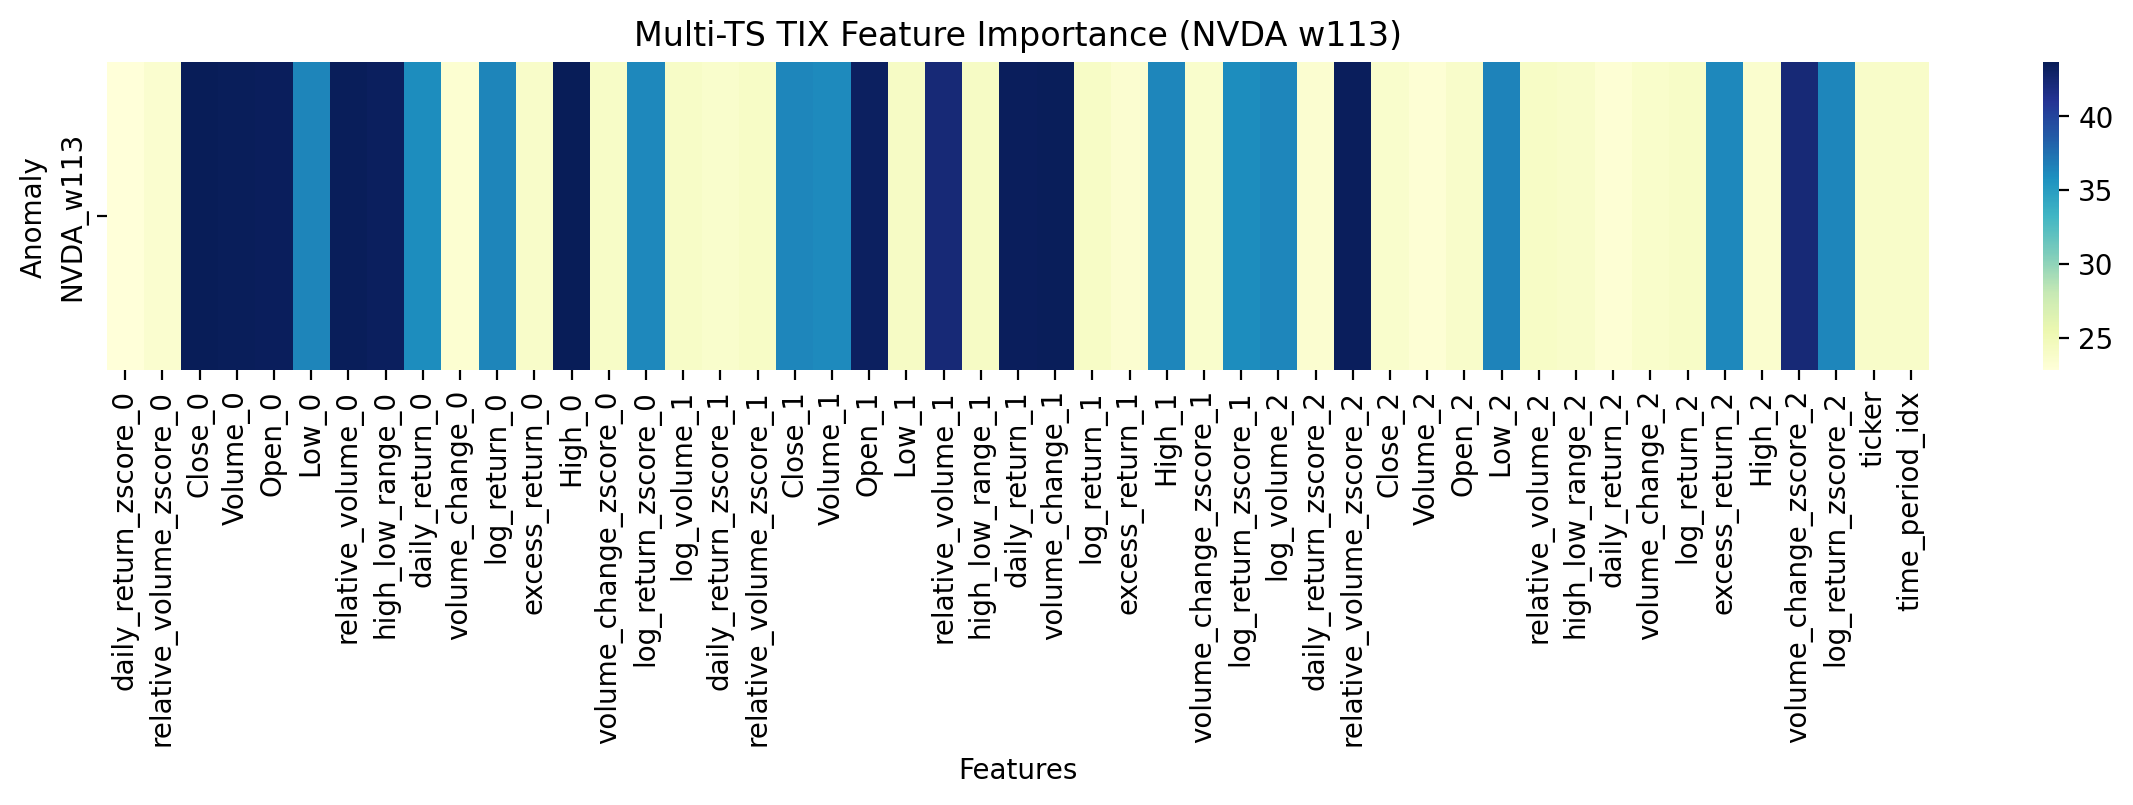 Multi-TS TIX Feature Importance (NVDA w113)
Anomaly
NVDA_w113
40
35
30
25
daily_return_zscore_0
relative_volume_zscore_0
Close_0
Volume_0
Open_0
Low_0
relative_volume_0
high_low_range_0
daily_return_0
volume_change_0
log_return_0
excess_return_0
High_0
volume_change_zscore_0
log_return_zscore_0
log_volume_1
daily_return_zscore_1
relative_volume_zscore_1
Close_1
Volume_1
Open_1
Low_1
relative_volume_1
high_low_range_1
daily_return_1
volume_change_1
log_return_1
excess_return_1
High_1
volume_change_zscore_1
log_return_zscore_1
log_volume_2
daily_return_zscore_2
relative_volume_zscore_2
Close_2
Volume_2
Open_2
Low_2
relative_volume_2
high_low_range_2
daily_return_2
volume_change_2
log_return_2
excess_return_2
High_2
volume_change_zscore_2
log_return_zscore_2
ticker
time_period_idx
Features